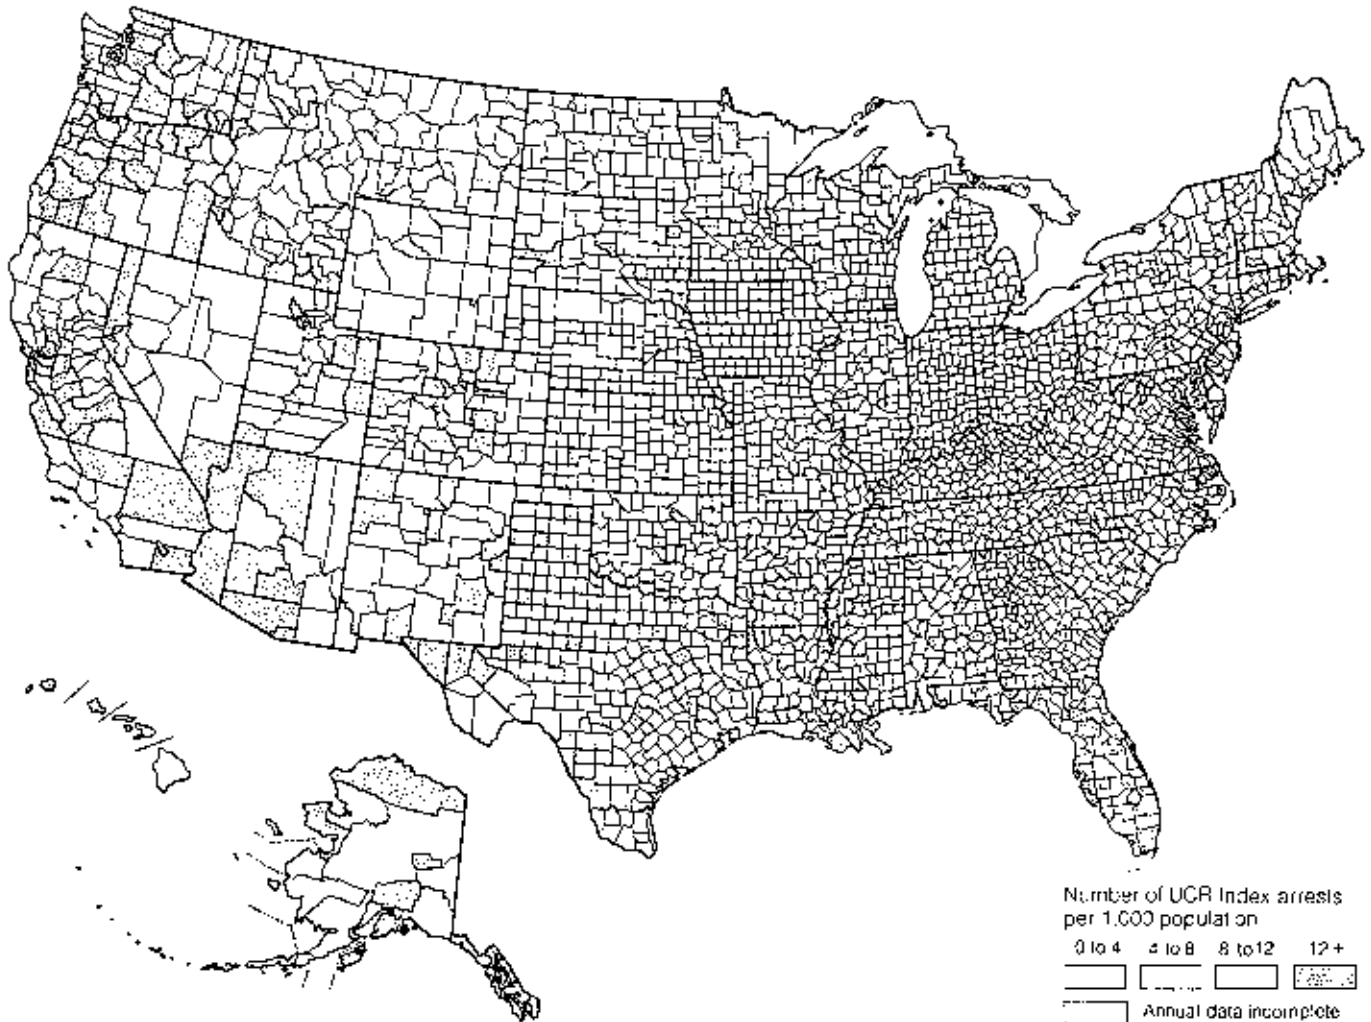 Number of UCR Index arrests
per 1,000 population
0 to 4 4 to 8 8 to 12 12 +
Annual data incomplete